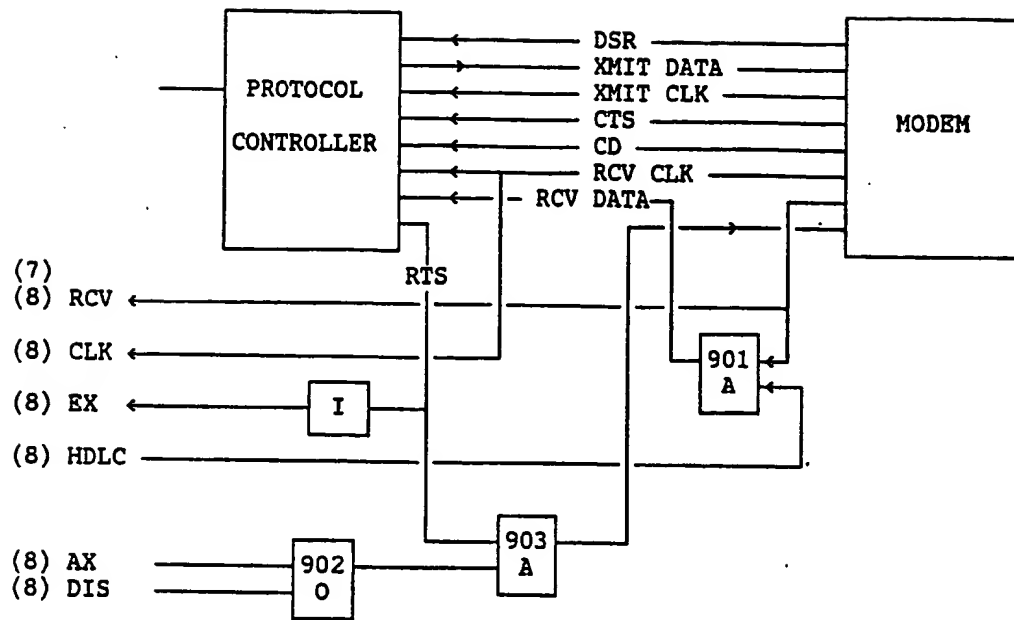 DSR
XMIT DATA
PROTOCOL
CONTROLLER
XMIT CLK
CTS
CD
RCV CLK
RCV DATA
MODEM
RTS
(7)
(8) RCV
(8) CLK
901
A
(8) EX
I
(8) HDLC
903
A
(8) AX
(8) DIS
902
O